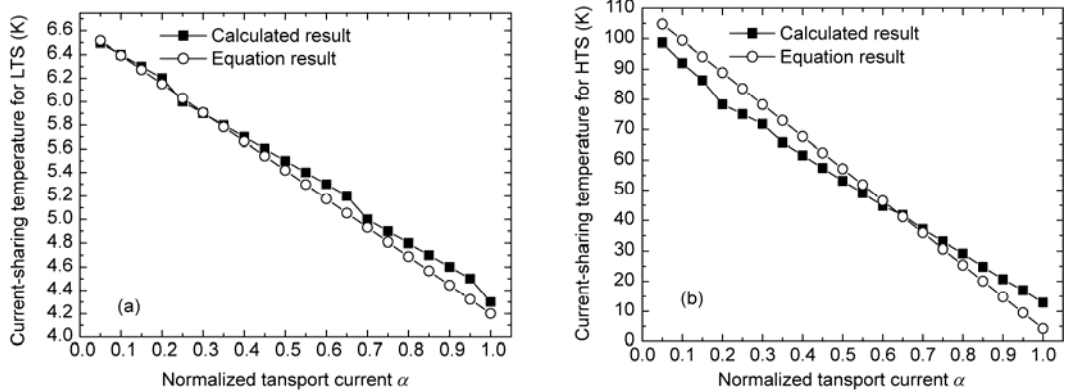 Current-sharing temperature for LTS (K)
6.6
6.4
6.2
6.0
5.8
5.6
5.4
5.2
5.0
4.8
4.6
4.4
4.2
4.0
Calculated result
Equation result
(a)
0.0 0.1 0.2 0.3 0.4 0.5 0.6 0.7 0.8 0.9 1.0
Normalized tansport current α
Current-sharing temperature for HTS (K)
110
100
90
80
70
60
50
40
30
20
10
0
Calculated result
Equation result
(b)
0.0 0.1 0.2 0.3 0.4 0.5 0.6 0.7 0.8 0.9 1.0
Normalized tansport current α